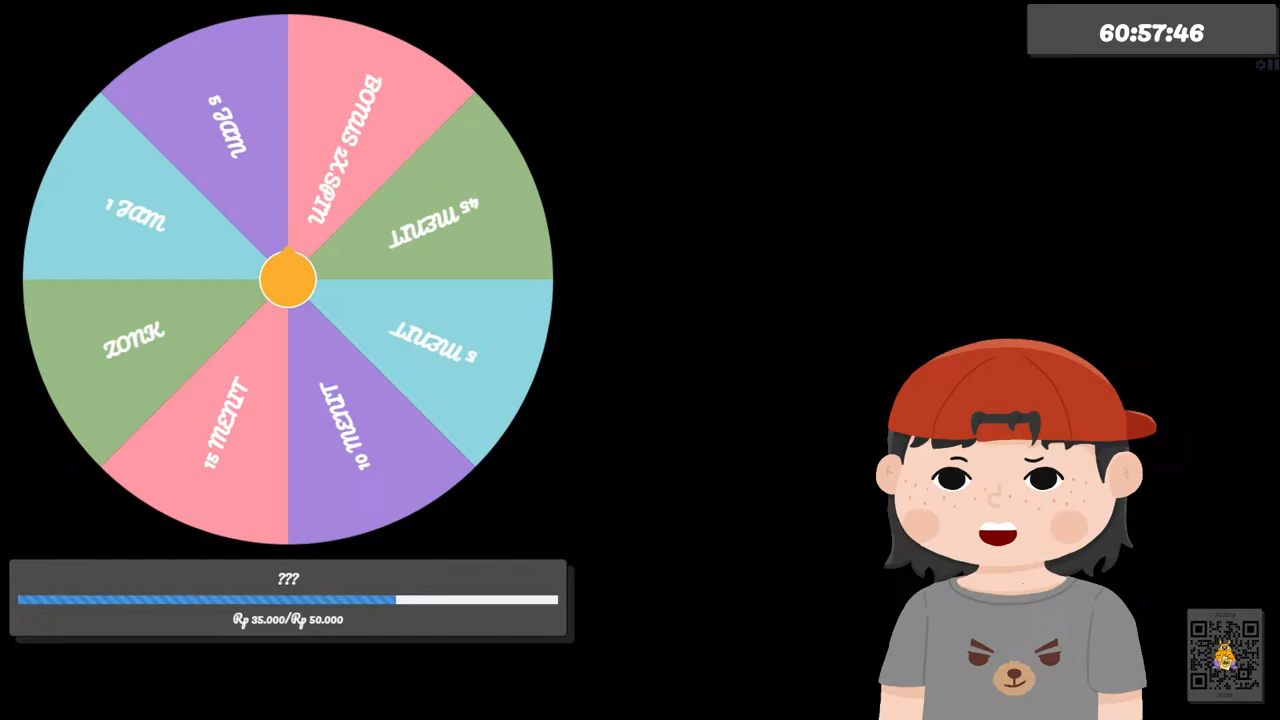 60:57:46
BONUS 2X SPIN
45 MENIT
5 MENIT
10 MENIT
15 MENIT
ZONK
1 JAM
5 JAM
???
Rp 35.000/Rp 50.000